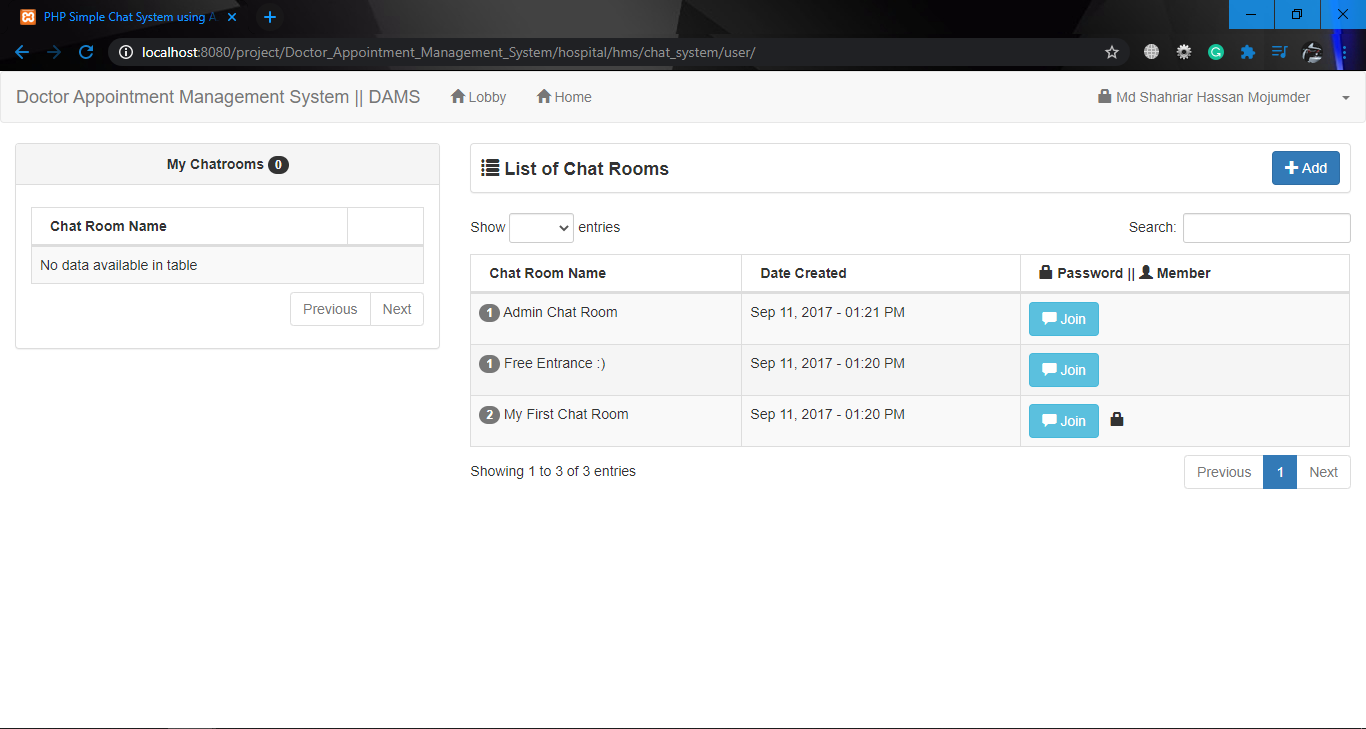 PHP Simple Chat System using A
localhost:8080/project/Doctor_Appointment_Management_System/hospital/hms/chat_system/user/
Doctor Appointment Management System || DAMS Lobby Home Md Shahriar Hassan Mojumder
My Chatrooms 0
Chat Room Name
No data available in table
Previous Next
List of Chat Rooms Add
Show entries Search:
Chat Room Name Date Created Password || Member
1 Admin Chat Room Sep 11, 2017 - 01:21 PM Join
1 Free Entrance :) Sep 11, 2017 - 01:20 PM Join
2 My First Chat Room Sep 11, 2017 - 01:20 PM Join
Showing 1 to 3 of 3 entries Previous 1 Next